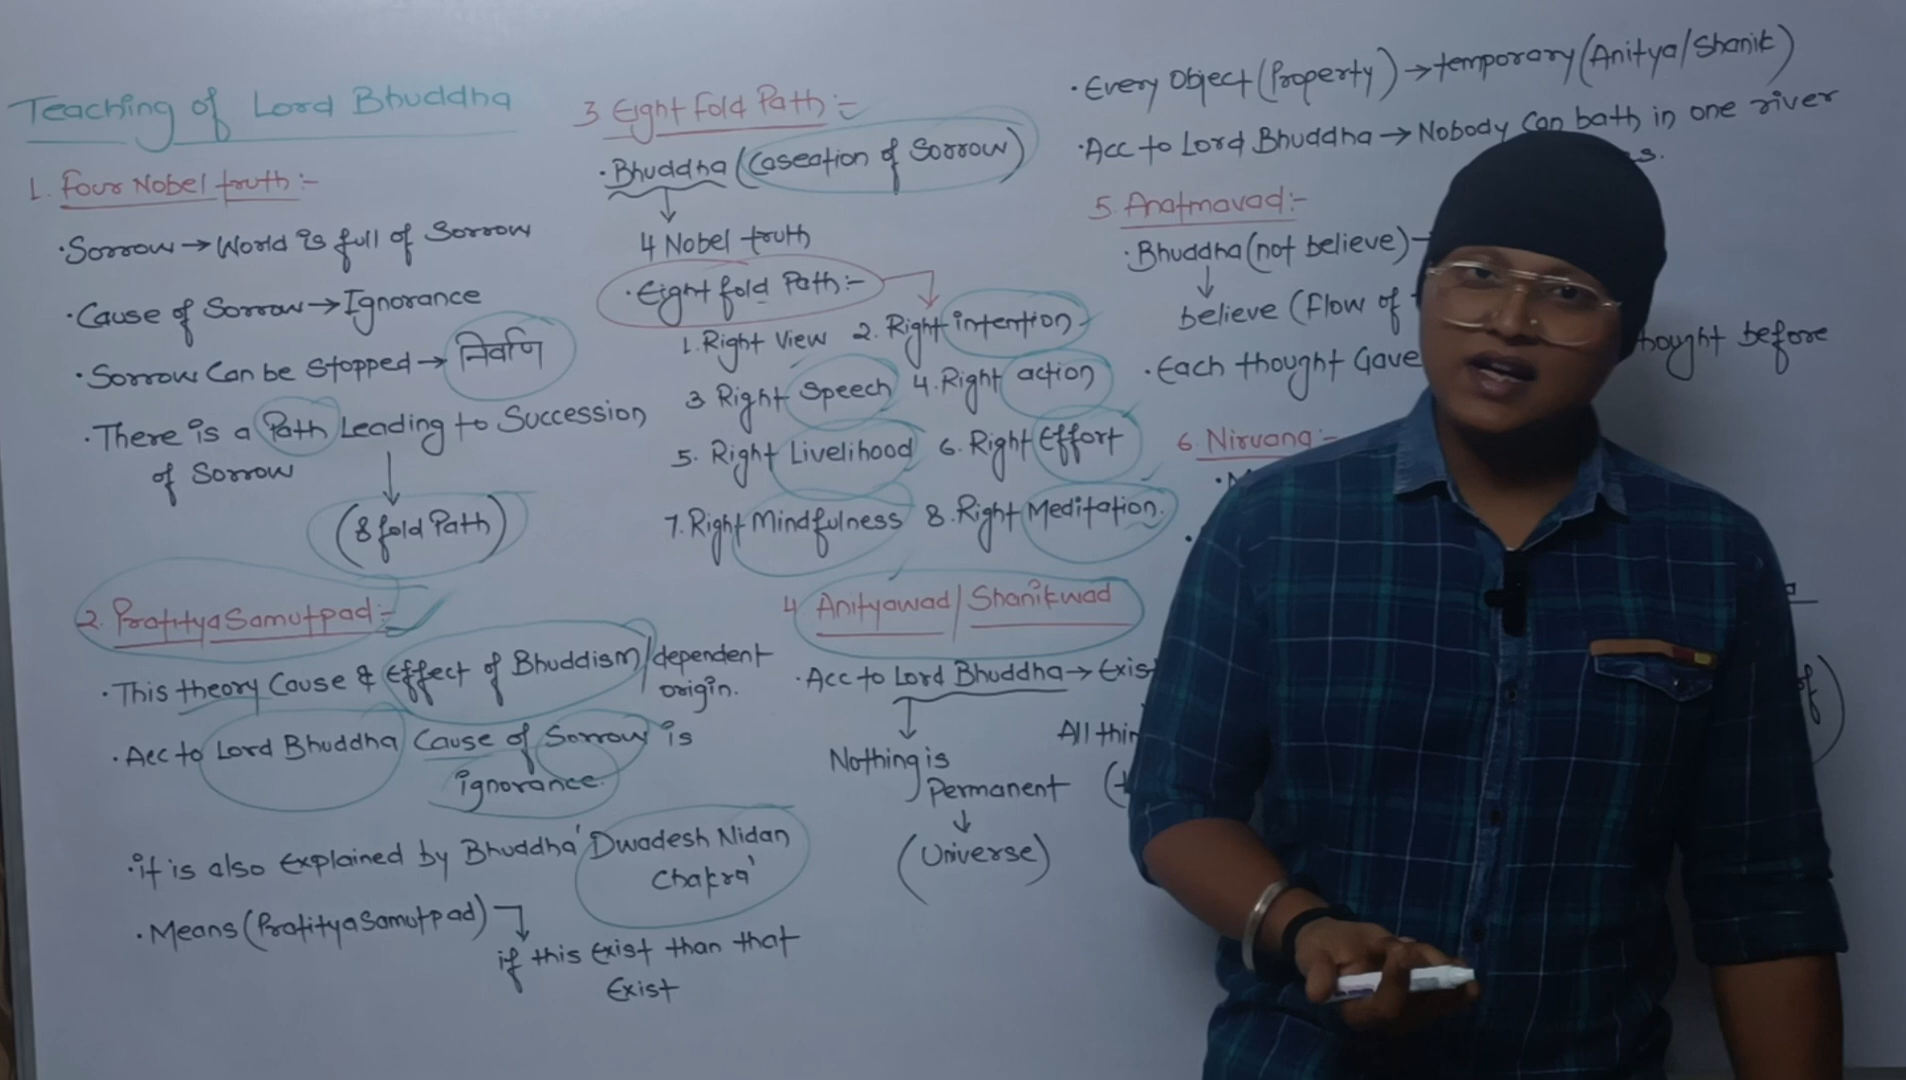 Teaching of Lord Bhuddha
1. Four Nobel truth:-
·Sorrow→World is full of Sorrow
·Cause of Sorrow→Ignorance
·Sorrow Can be Stopped→निर्वाण
·There is a Path Leading to Succession
of Sorrow
(8 fold Path)
2. PratityaSamutpad:-
·This theory Cause & Effect of Bhuddism/dependent
origin.
·Acc to Lord Bhuddha Cause of Sorrow is
ignorance.
·it is also Explained by Bhuddha 'Dwadesh Nidan
Chakra'
·Means (PratityaSamutpad)
if this Exist than that
Exist
3 Eight Fold Path:-
·Bhuddha (Caseation of Sorrow)
4 Nobel truth
·Eight fold Path:-
1.Right View 2. Right intention
3 Right Speech 4. Right action
5. Right Livelihood 6. Right Effort
7. Right Mindfulness 8. Right Meditation.
4 Anityawad/Shanikwad
·Acc to Lord Bhuddha→Exis
Nothing is
Permanent
(Universe)
All thin
·Every Object (Property)→temporary (Anitya/Shanik)
·Acc to Lord Bhuddha→Nobody Can bath in one river
5 Anatmavad:-
·Bhuddha (not believe)-
believe (Flow of
·Each thought Gave hought before
6. Nirvana:-